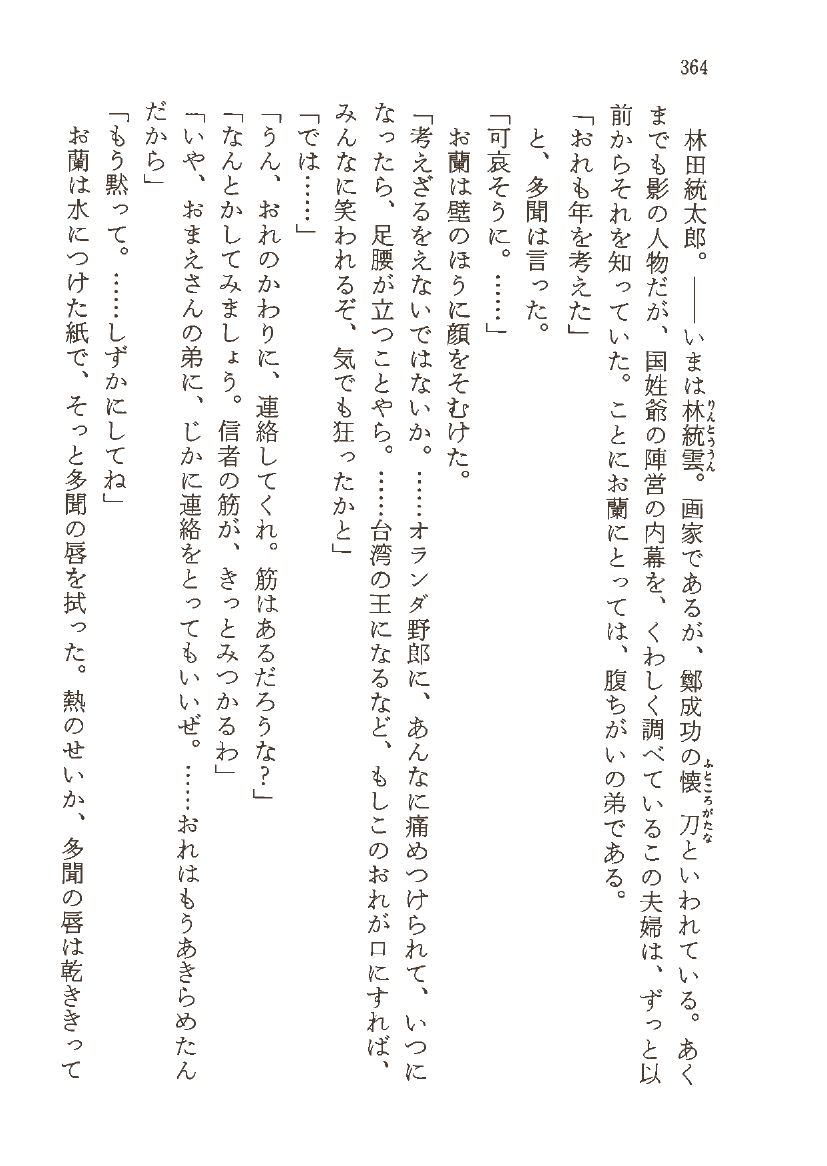 364
林田統太郎。――いまは林統雲。画家であるが、鄭成功の懐刀といわれている。あく
りんとううん
ふところがたな
までも影の人物だが、国姓爺の陣営の内幕を、くわしく調べているこの夫婦は、ずっと以
前からそれを知っていた。ことにお蘭にとっては、腹ちがいの弟である。
「おれも年を考えた」
と、多聞は言った。
「可哀そうに。……」
お蘭は壁のほうに顔をそむけた。
「考えざるをえないではないか。……オランダ野郎に、あんなに痛めつけられて、いつに
なったら、足腰が立つことやら。……台湾の王になるなど、もしこのおれが口にすれば、
みんなに笑われるぞ、気でも狂ったかと」
「では……」
「うん、おれのかわりに、連絡してくれ。筋はあるだろうな?」
「なんとかしてみましょう。信者の筋が、きっとみつかるわ」
「いや、おまえさんの弟に、じかに連絡をとってもいいぜ。……おれはもうあきらめたん
だから」
「もう黙って。……しずかにしてね」
お蘭は水につけた紙で、そっと多聞の唇を拭った。熱のせいか、多聞の唇は乾ききって